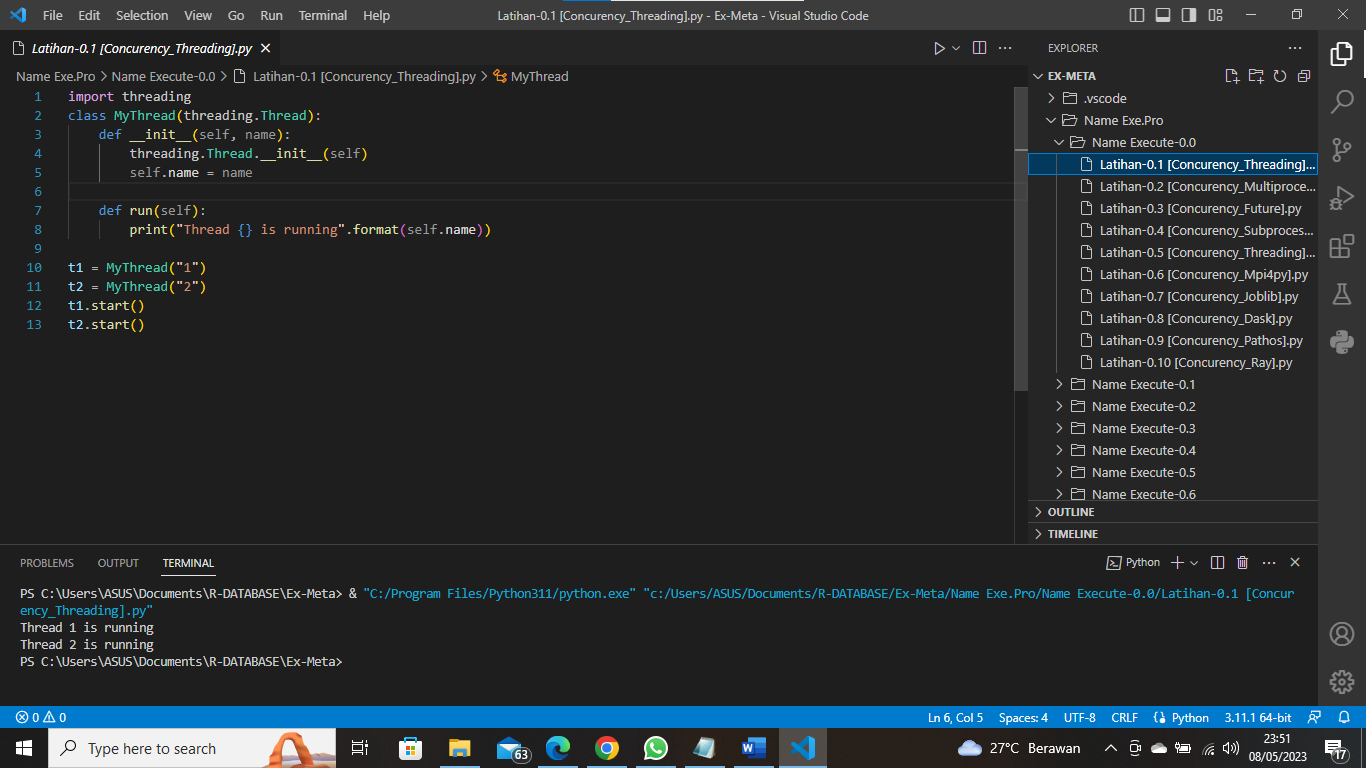 File Edit Selection View Go Run Terminal Help
Latihan-0.1 [Concurency_Threading].py - Ex-Meta - Visual Studio Code
Latihan-0.1 [Concurency_Threading].py
Name Exe.Pro > Name Execute-0.0 > Latihan-0.1 [Concurency_Threading].py > MyThread
1 import threading
2 class MyThread(threading.Thread):
3 def __init__(self, name):
4 threading.Thread.__init__(self)
5 self.name = name
6
7 def run(self):
8 print("Thread {} is running".format(self.name))
9
10 t1 = MyThread("1")
11 t2 = MyThread("2")
12 t1.start()
13 t2.start()
EXPLORER
EX-META
.vscode
Name Exe.Pro
Name Execute-0.0
Latihan-0.1 [Concurency_Threading]...
Latihan-0.2 [Concurency_Multiproce...
Latihan-0.3 [Concurency_Future].py
Latihan-0.4 [Concurency_Subproces...
Latihan-0.5 [Concurency_Threading]...
Latihan-0.6 [Concurency_Mpi4py].py
Latihan-0.7 [Concurency_Joblib].py
Latihan-0.8 [Concurency_Dask].py
Latihan-0.9 [Concurency_Pathos].py
Latihan-0.10 [Concurency_Ray].py
Name Execute-0.1
Name Execute-0.2
Name Execute-0.3
Name Execute-0.4
Name Execute-0.5
Name Execute-0.6
OUTLINE
TIMELINE
PROBLEMS OUTPUT TERMINAL
Python
PS C:\Users\ASUS\Documents\R-DATABASE\Ex-Meta> & "C:/Program Files/Python311/python.exe" "c:/Users/ASUS/Documents/R-DATABASE/Ex-Meta/Name Exe.Pro/Name Execute-0.0/Latihan-0.1 [Concur
ency_Threading].py"
Thread 1 is running
Thread 2 is running
PS C:\Users\ASUS\Documents\R-DATABASE\Ex-Meta>
0 0
Ln 6, Col 5 Spaces: 4 UTF-8 CRLF Python 3.11.1 64-bit
Type here to search
63
27°C Berawan
23:51
08/05/2023
17